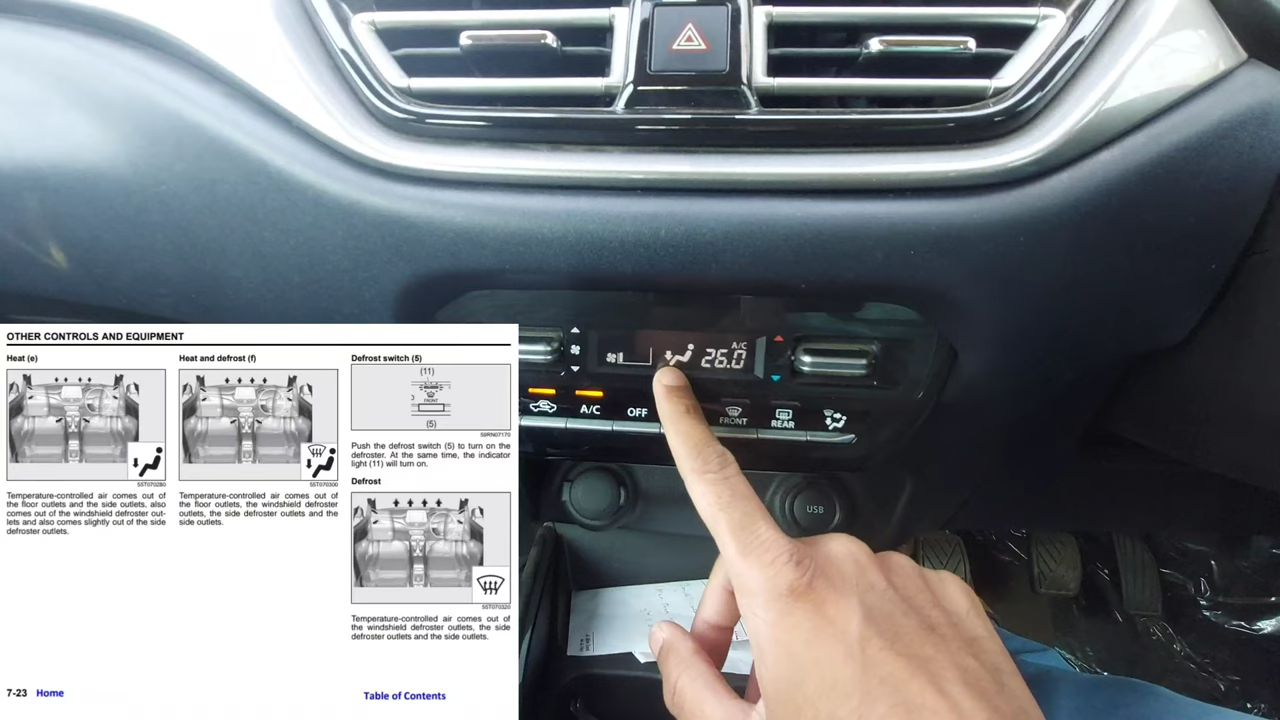 A/C
26.0
A/C
OFF
FRONT
REAR
USB
OTHER CONTROLS AND EQUIPMENT
Heat (e)
55T070280
Temperature-controlled air comes out of
the floor outlets and the side outlets, also
comes out of the windshield defroster out-
lets and also comes slightly out of the side
defroster outlets.
Heat and defrost (f)
55T070300
Temperature-controlled air comes out of
the floor outlets, the windshield defroster
outlets, the side defroster outlets and the
side outlets.
Defrost switch (5)
(11)
FRONT
(5)
59RN07170
Push the defrost switch (5) to turn on the
defroster. At the same time, the indicator
light (11) will turn on.
Defrost
55T070320
Temperature-controlled air comes out of
the windshield defroster outlets, the side
defroster outlets and the side outlets.
7-23 Home
Table of Contents